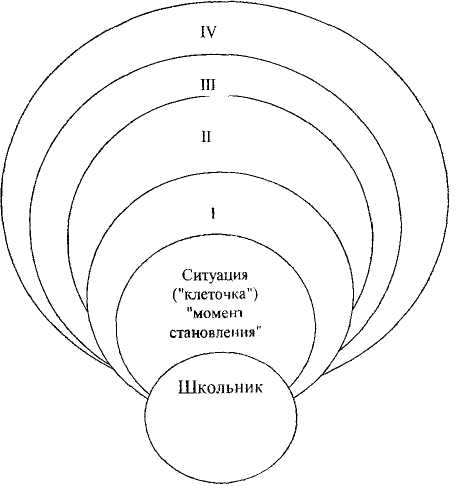 IV
III
II
I
Ситуация
("клеточка")
"момент
становления"
Школьник